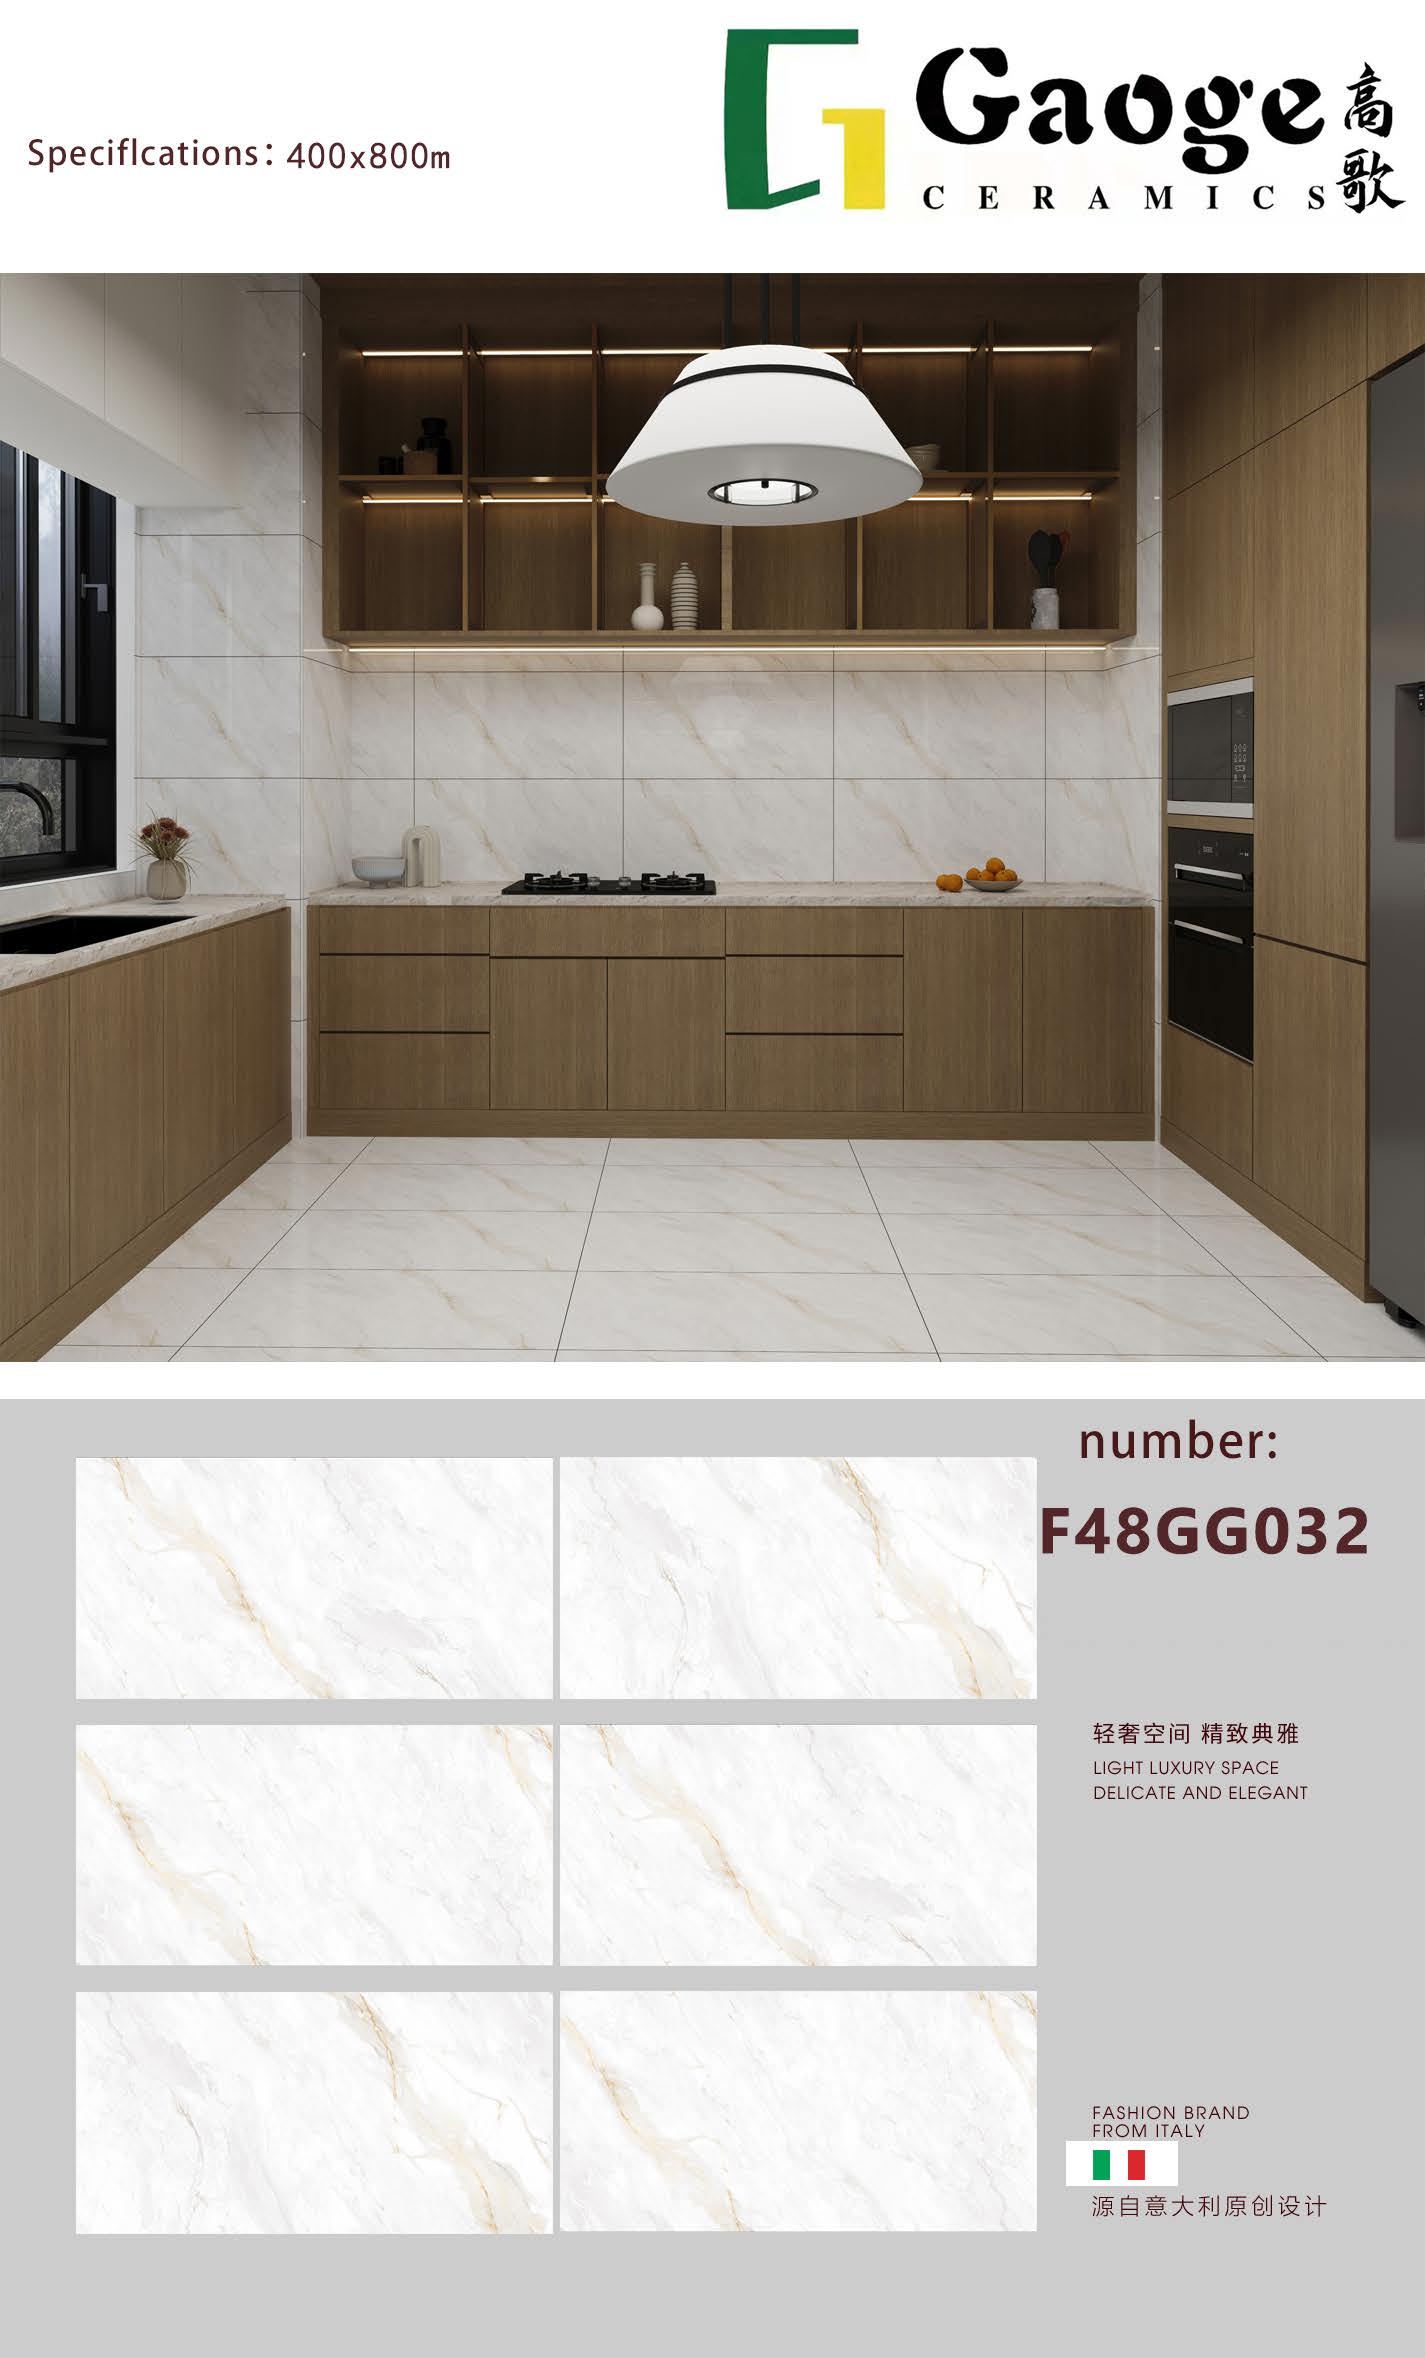 Speciflcations: 400x800m
Gaoge
CERAMICS
高歌
number:
F48GG032
轻奢空间 精致典雅
LIGHT LUXURY SPACE
DELICATE AND ELEGANT
FASHION BRAND
FROM ITALY
源自意大利原创设计